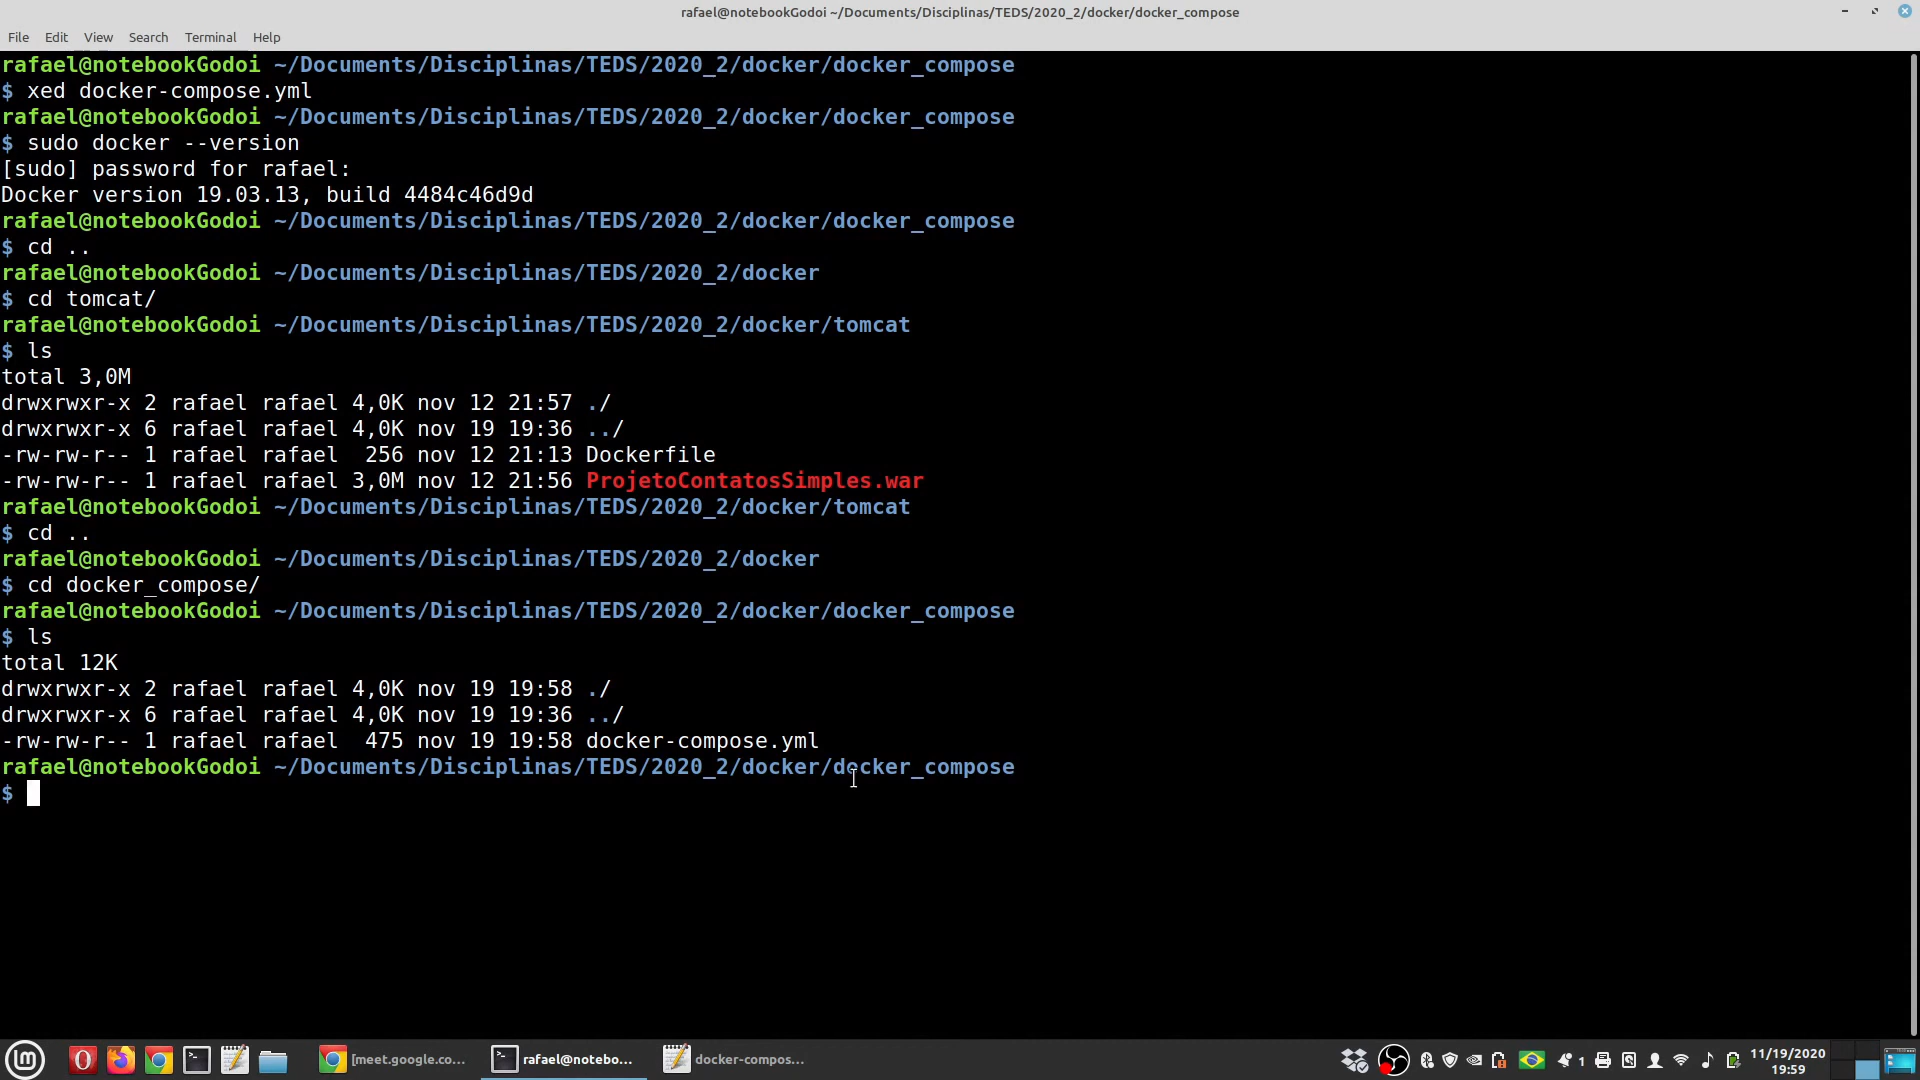 rafael@notebookGodoi ~/Documents/Disciplinas/TEDS/2020_2/docker/docker_compose
File Edit View Search Terminal Help
rafael@notebookGodoi ~/Documents/Disciplinas/TEDS/2020_2/docker/docker_compose
$ xed docker-compose.yml
rafael@notebookGodoi ~/Documents/Disciplinas/TEDS/2020_2/docker/docker_compose
$ sudo docker --version
[sudo] password for rafael:
Docker version 19.03.13, build 4484c46d9d
rafael@notebookGodoi ~/Documents/Disciplinas/TEDS/2020_2/docker/docker_compose
$ cd ..
rafael@notebookGodoi ~/Documents/Disciplinas/TEDS/2020_2/docker
$ cd tomcat/
rafael@notebookGodoi ~/Documents/Disciplinas/TEDS/2020_2/docker/tomcat
$ ls
total 3,0M
drwxrwxr-x 2 rafael rafael 4,0K nov 12 21:57 ./
drwxrwxr-x 6 rafael rafael 4,0K nov 19 19:36 ../
-rw-rw-r-- 1 rafael rafael  256 nov 12 21:13 Dockerfile
-rw-rw-r-- 1 rafael rafael 3,0M nov 12 21:56 ProjetoContatosSimples.war
rafael@notebookGodoi ~/Documents/Disciplinas/TEDS/2020_2/docker/tomcat
$ cd ..
rafael@notebookGodoi ~/Documents/Disciplinas/TEDS/2020_2/docker
$ cd docker_compose/
rafael@notebookGodoi ~/Documents/Disciplinas/TEDS/2020_2/docker/docker_compose
$ ls
total 12K
drwxrwxr-x 2 rafael rafael 4,0K nov 19 19:58 ./
drwxrwxr-x 6 rafael rafael 4,0K nov 19 19:36 ../
-rw-rw-r-- 1 rafael rafael  475 nov 19 19:58 docker-compose.yml
rafael@notebookGodoi ~/Documents/Disciplinas/TEDS/2020_2/docker/docker_compose
$
[meet.google.co... rafael@notebo... docker-compos... 1 11/19/2020
19:59